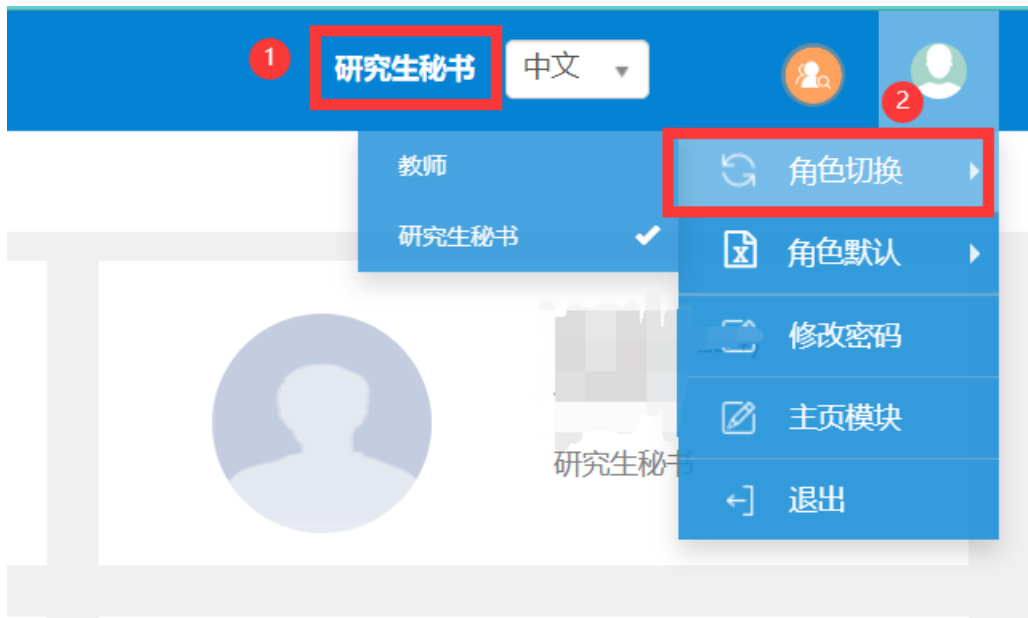 1
研究生秘书
中文
2
教师
研究生秘书
角色切换
角色默认
修改密码
主页模块
退出
研究生秘书